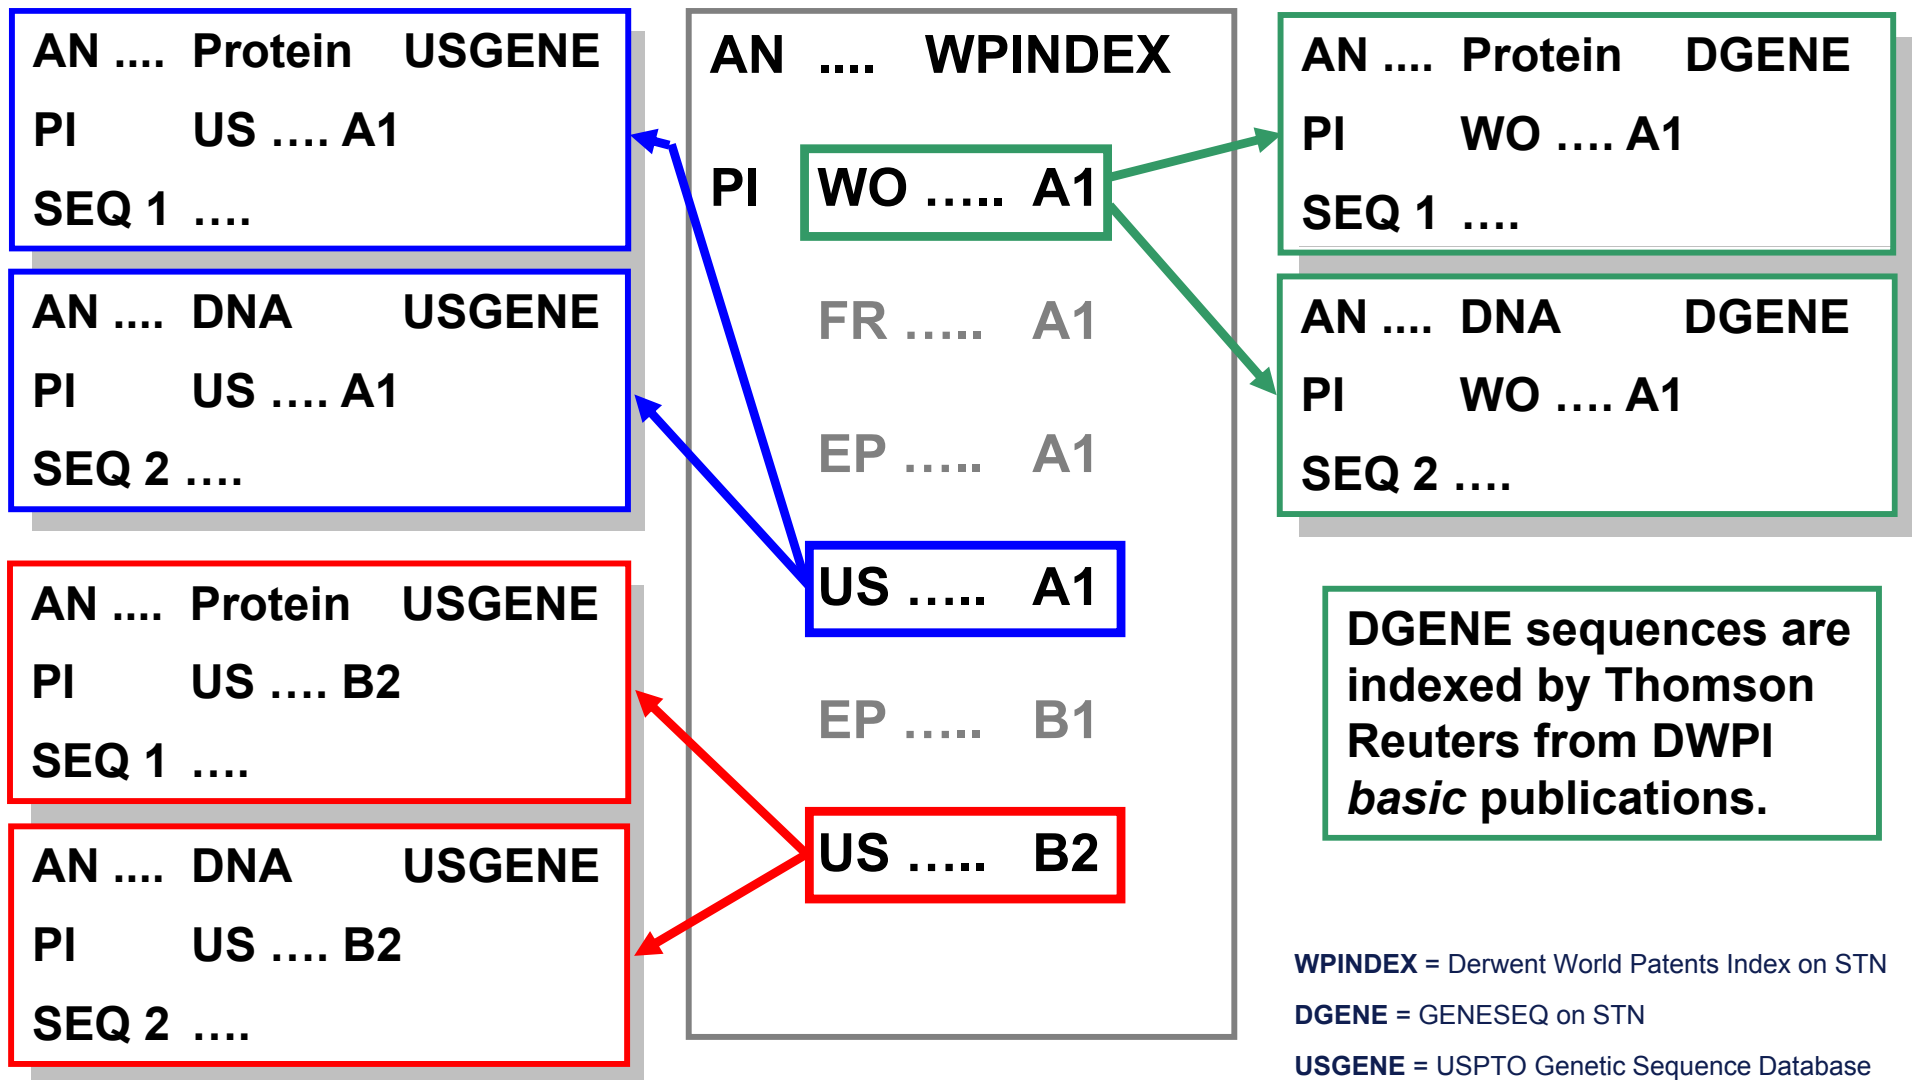 AN .... Protein USGENE
PI US .... A1
SEQ 1 ....
AN .... DNA USGENE
PI US .... A1
SEQ 2 ....
AN .... Protein USGENE
PI US .... B2
SEQ 1 ....
AN .... DNA USGENE
PI US .... B2
SEQ 2 ....
AN .... WPINDEX
PI WO ..... A1
FR ..... A1
EP ..... A1
US ..... A1
EP ..... B1
US ..... B2
AN .... Protein DGENE
PI WO .... A1
SEQ 1 ....
AN .... DNA DGENE
PI WO .... A1
SEQ 2 ....
DGENE sequences are
indexed by Thomson
Reuters from DWPI
basic publications.
WPINDEX = Derwent World Patents Index on STN
DGENE = GENESEQ on STN
USGENE = USPTO Genetic Sequence Database